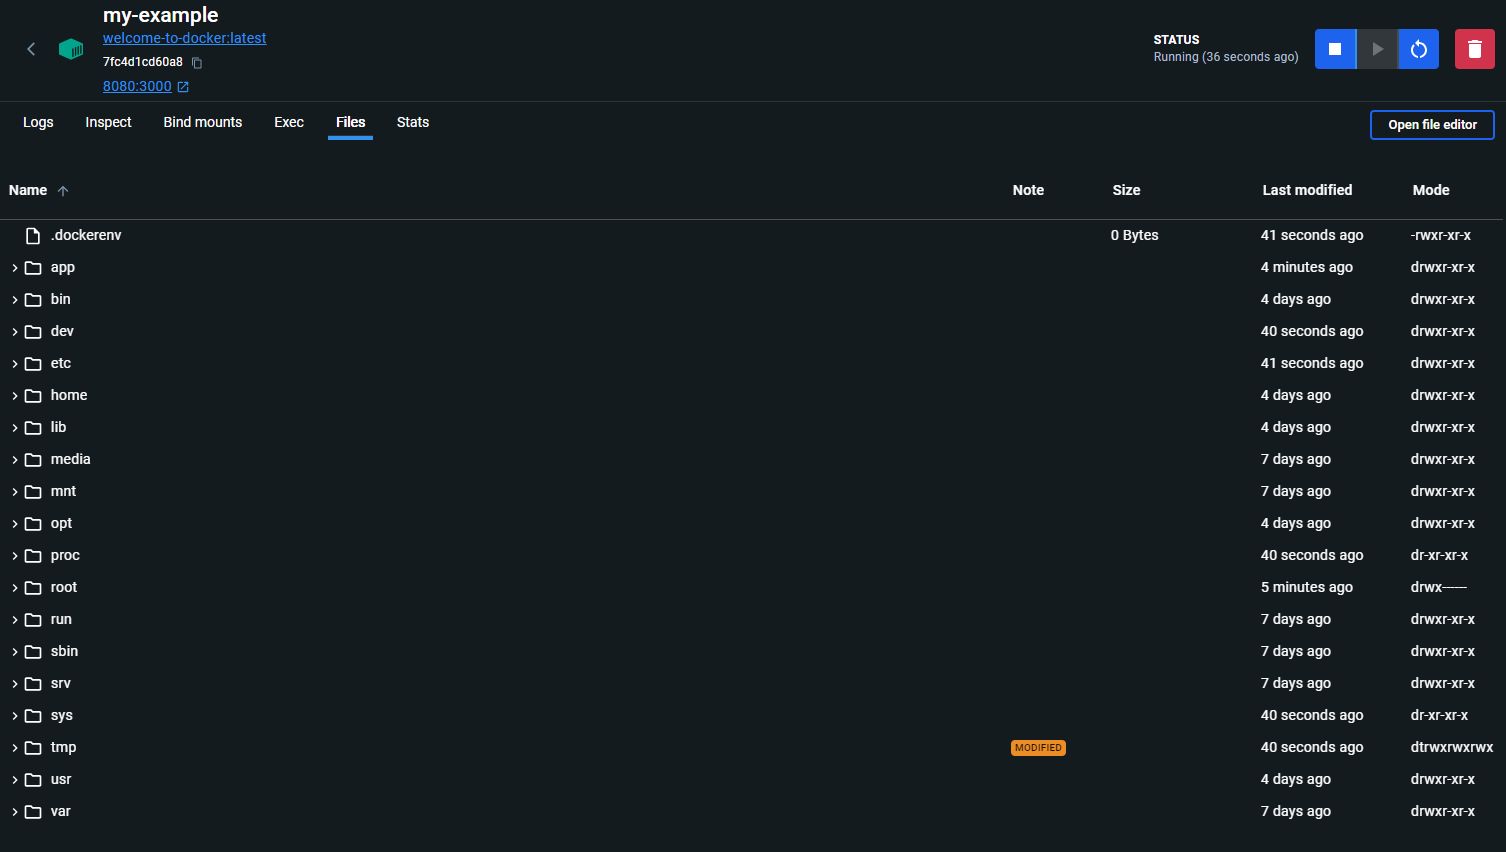 my-example
welcome-to-docker:latest
7fc4d1cd60a8
8080:3000
STATUS
Running (36 seconds ago)
Logs Inspect Bind mounts Exec Files Stats Open file editor
Name Note Size Last modified Mode
.dockerenv 0 Bytes 41 seconds ago -rwxr-xr-x
app 4 minutes ago drwxr-xr-x
bin 4 days ago drwxr-xr-x
dev 40 seconds ago drwxr-xr-x
etc 41 seconds ago drwxr-xr-x
home 4 days ago drwxr-xr-x
lib 4 days ago drwxr-xr-x
media 7 days ago drwxr-xr-x
mnt 7 days ago drwxr-xr-x
opt 4 days ago drwxr-xr-x
proc 40 seconds ago dr-xr-xr-x
root 5 minutes ago drwx------
run 7 days ago drwxr-xr-x
sbin 7 days ago drwxr-xr-x
srv 7 days ago drwxr-xr-x
sys 40 seconds ago dr-xr-xr-x
tmp MODIFIED 40 seconds ago dtrwxrwxrwx
usr 4 days ago drwxr-xr-x
var 7 days ago drwxr-xr-x